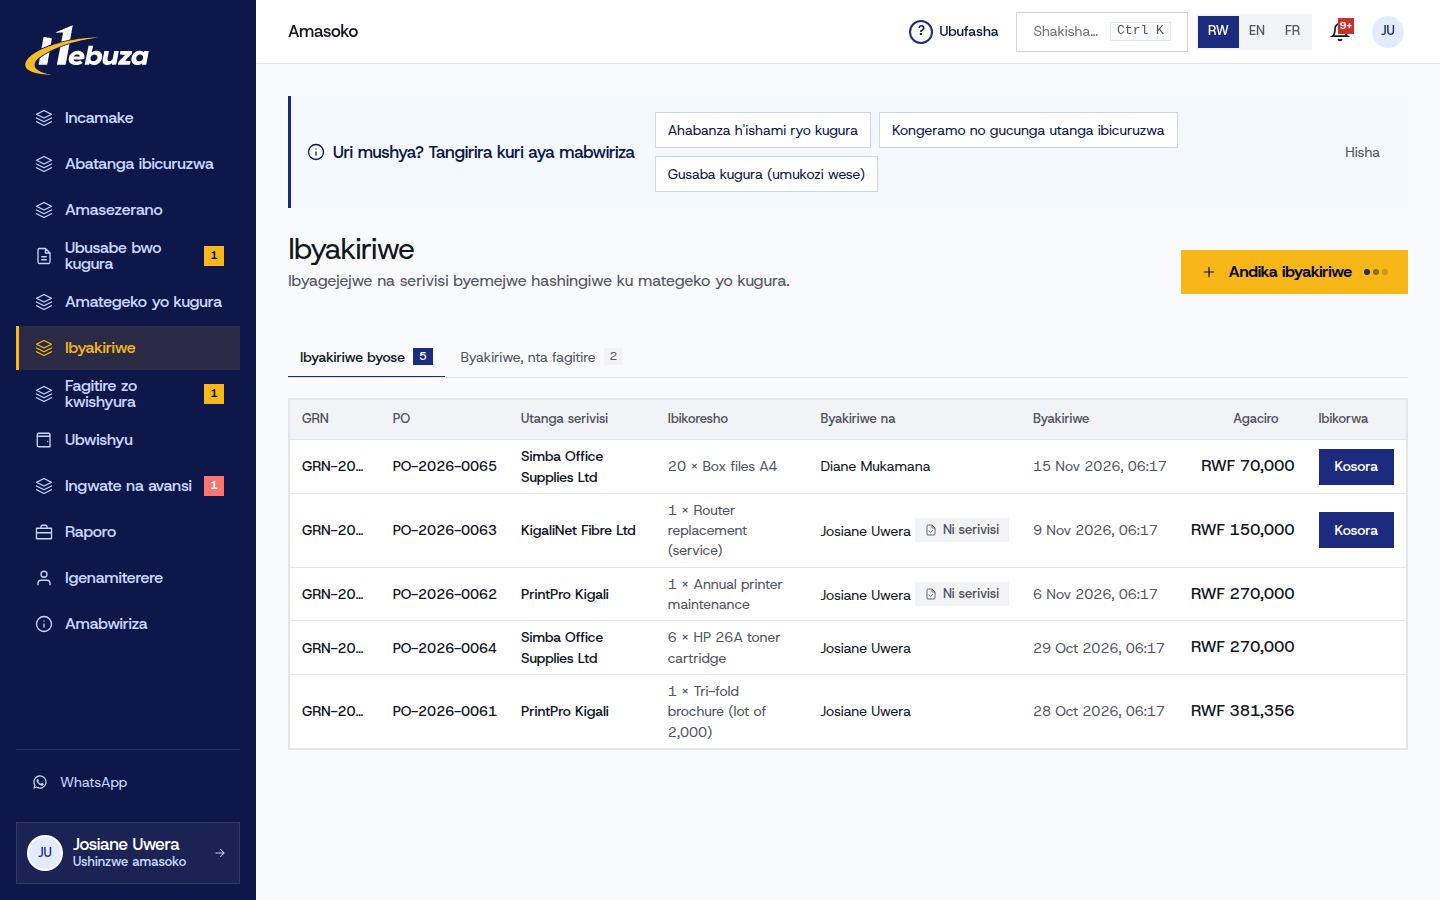 Hebuza
Incamake
Abatanga ibicuruzwa
Amasezerano
Ubusabe bwo
kugura
1
Amategeko yo kugura
Ibyakiriwe
Fagitire zo
kwishyura
1
Ubwishyu
Ingwate na avansi
1
Raporo
Igenamiterere
Amabwiriza
WhatsApp
JU
Josiane Uwera
Ushinzwe amasoko
Amasoko
? Ubufasha
Shakisha... Ctrl K
RW EN FR
9+
JU
Uri mushya? Tangirira kuri aya mabwiriza
Ahabanza h'ishami ryo kugura
Kongeramo no gucunga utanga ibicuruzwa
Gusaba kugura (umukozi wese)
Hisha
Ibyakiriwe
Ibyagejejwe na serivisi byemejwe hashingiwe ku mategeko yo kugura.
+ Andika ibyakiriwe
Ibyakiriwe byose 5
Byakiriwe, nta fagitire 2
GRN PO Utanga serivisi Ibikoresho Byakiriwe na Byakiriwe Agaciro Ibikorwa
GRN-20... PO-2026-0065 Simba Office
Supplies Ltd
20 × Box files A4 Diane Mukamana 15 Nov 2026, 06:17 RWF 70,000 Kosora
GRN-20... PO-2026-0063 KigaliNet Fibre Ltd 1 × Router
replacement
(service)
Josiane Uwera Ni serivisi 9 Nov 2026, 06:17 RWF 150,000 Kosora
GRN-20... PO-2026-0062 PrintPro Kigali 1 × Annual printer
maintenance
Josiane Uwera Ni serivisi 6 Nov 2026, 06:17 RWF 270,000
GRN-20... PO-2026-0064 Simba Office
Supplies Ltd
6 × HP 26A toner
cartridge
Josiane Uwera 29 Oct 2026, 06:17 RWF 270,000
GRN-20... PO-2026-0061 PrintPro Kigali 1 × Tri-fold
brochure (lot of
2,000)
Josiane Uwera 28 Oct 2026, 06:17 RWF 381,356